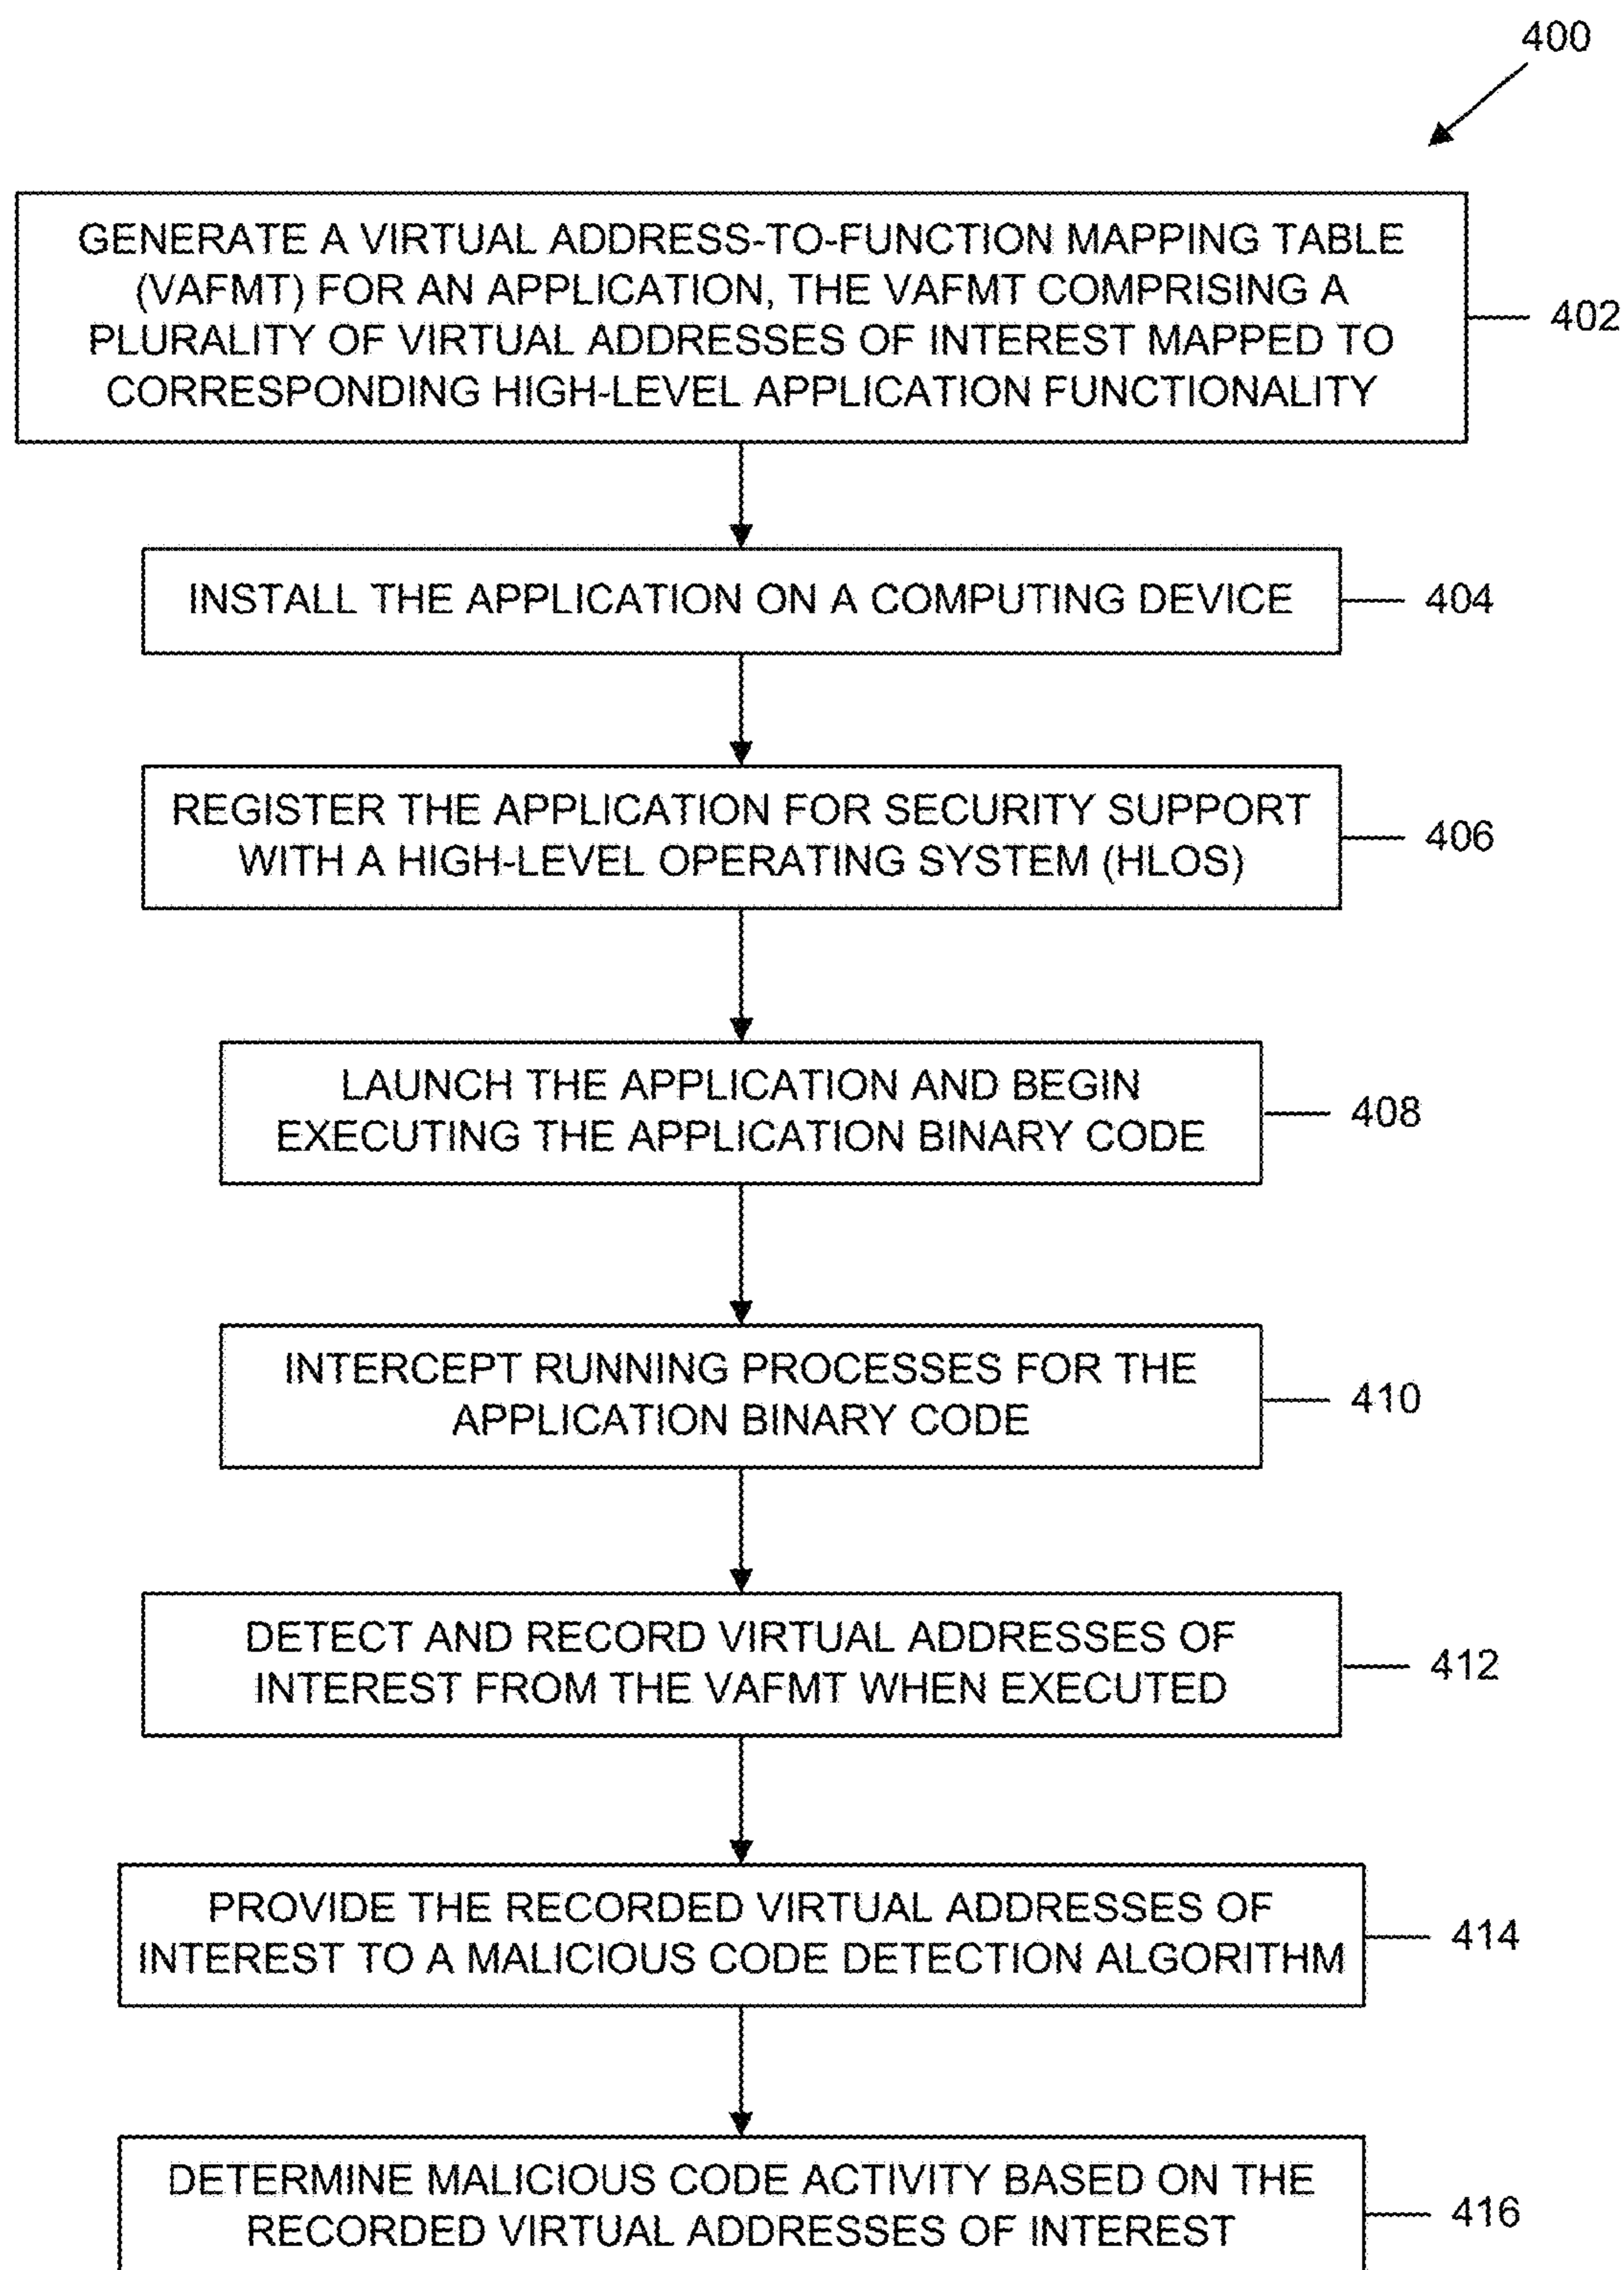 400
GENERATE A VIRTUAL ADDRESS-TO-FUNCTION MAPPING TABLE
(VAFMT) FOR AN APPLICATION, THE VAFMT COMPRISING A
PLURALITY OF VIRTUAL ADDRESSES OF INTEREST MAPPED TO
CORRESPONDING HIGH-LEVEL APPLICATION FUNCTIONALITY
402
INSTALL THE APPLICATION ON A COMPUTING DEVICE
404
REGISTER THE APPLICATION FOR SECURITY SUPPORT
WITH A HIGH-LEVEL OPERATING SYSTEM (HLOS)
406
LAUNCH THE APPLICATION AND BEGIN
EXECUTING THE APPLICATION BINARY CODE
408
INTERCEPT RUNNING PROCESSES FOR THE
APPLICATION BINARY CODE
410
DETECT AND RECORD VIRTUAL ADDRESSES OF
INTEREST FROM THE VAFMT WHEN EXECUTED
412
PROVIDE THE RECORDED VIRTUAL ADDRESSES OF
INTEREST TO A MALICIOUS CODE DETECTION ALGORITHM
414
DETERMINE MALICIOUS CODE ACTIVITY BASED ON THE
RECORDED VIRTUAL ADDRESSES OF INTEREST
416